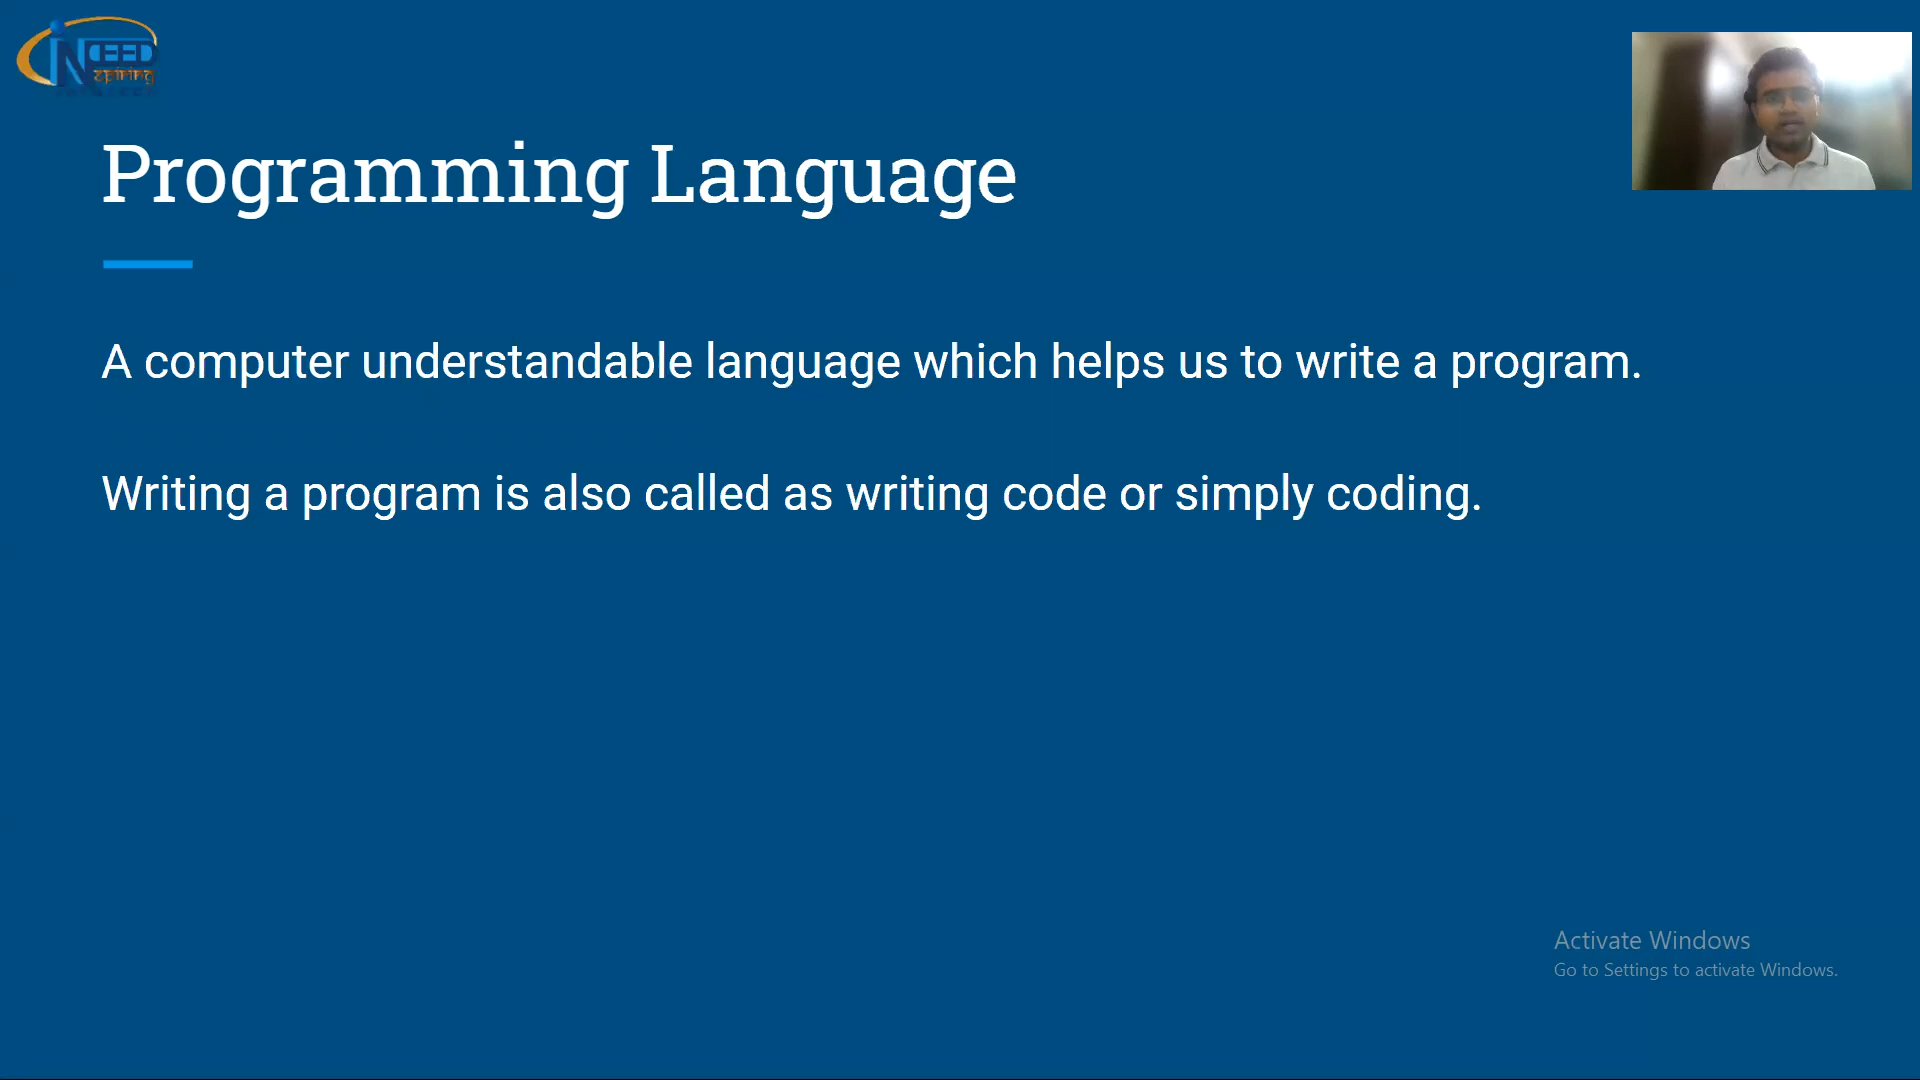 iNCEED
Programming Language
A computer understandable language which helps us to write a program.
Writing a program is also called as writing code or simply coding.
Activate Windows
Go to Settings to activate Windows.